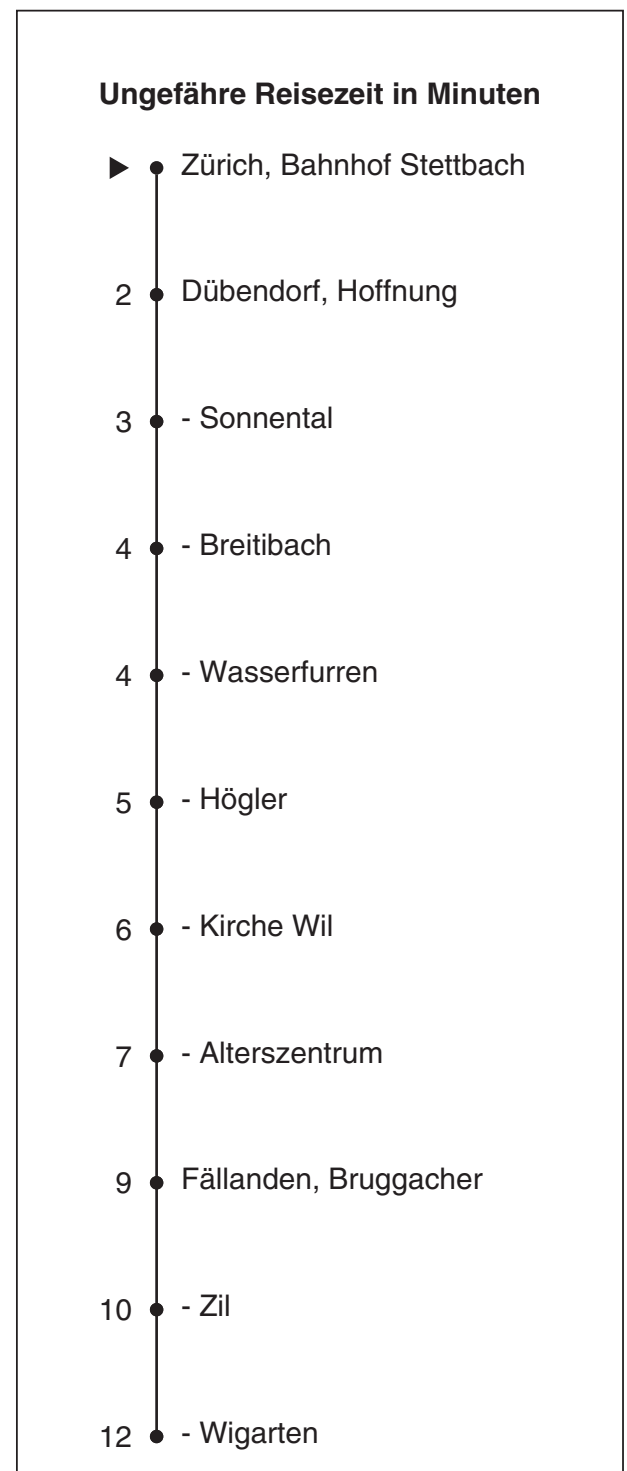 Ungefähre Reisezeit in Minuten
Zürich, Bahnhof Stettbach
2 Dübendorf, Hoffnung
3 - Sonnental
4 - Breitibach
4 - Wasserfurren
5 - Högler
6 - Kirche Wil
7 - Alterszentrum
9 Fällanden, Bruggacher
10 - Zil
12 - Wigarten